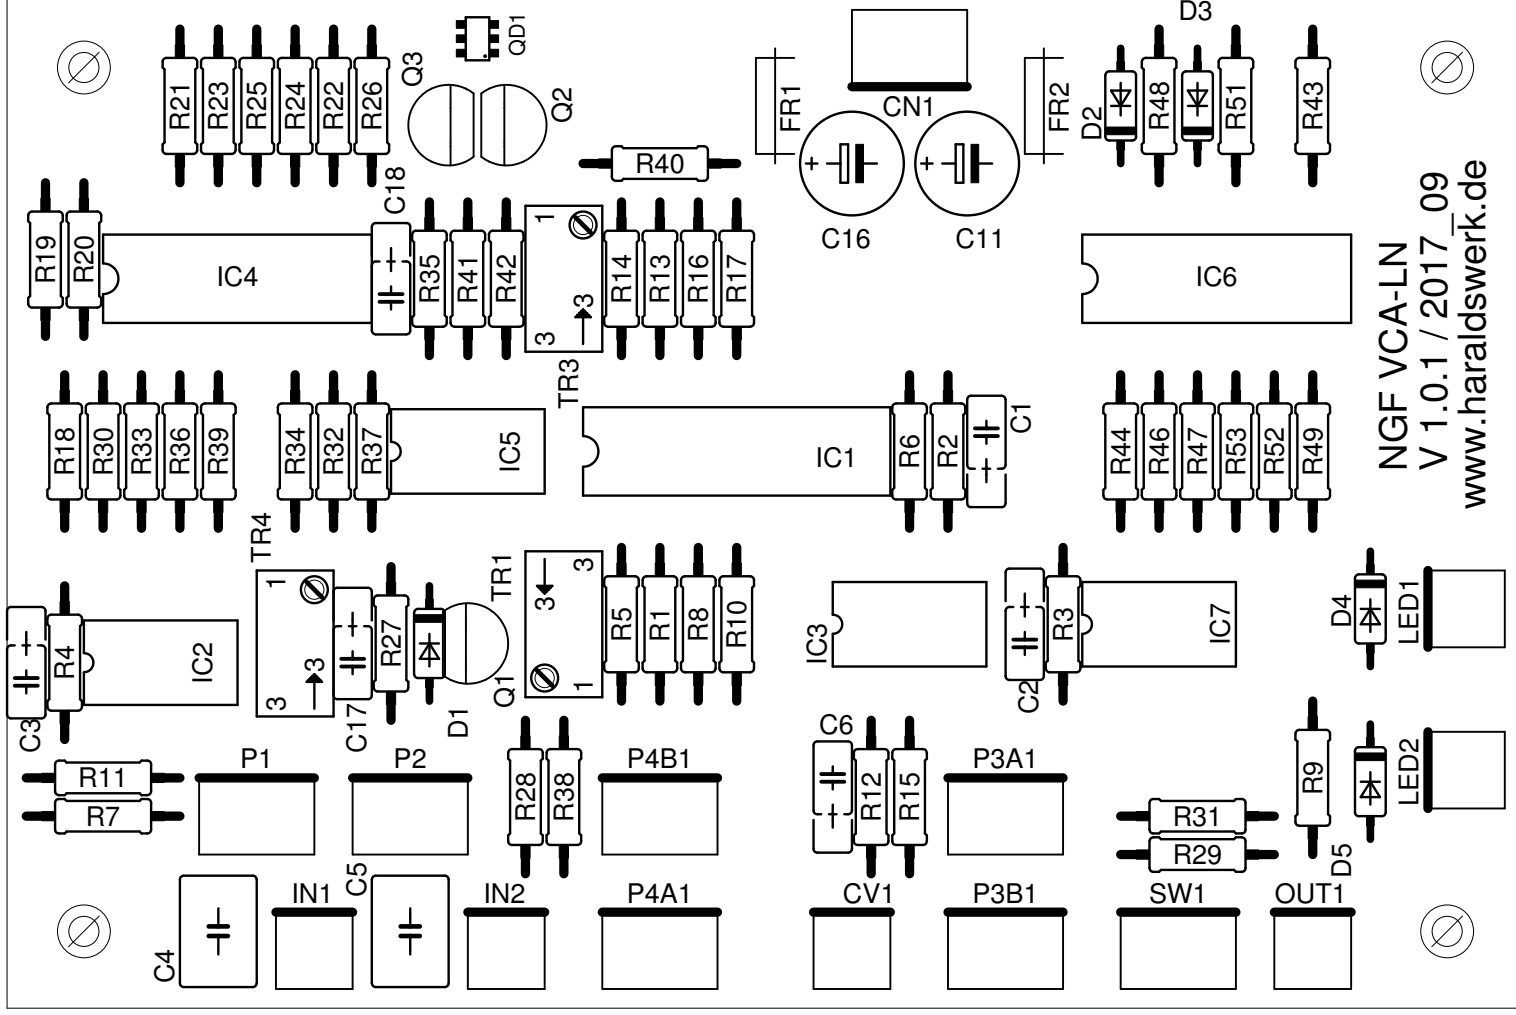 D3
QD1
Q3
Q2
R21
R23
R25
R24
R22
R26
FR1
CN1
FR2
D2
R48
R51
R43
R40
C18
+
+
C16
C11
R19
R20
IC4
R35
R41
R42
1
3
3
TR3
R14
R13
R16
R17
IC6
NGF VCA-LN
V 1.0.1 / 2017_09
www.haraldswerk.de
R18
R30
R33
R36
R39
R34
R32
R37
IC5
IC1
R6
R2
C1
R44
R46
R47
R53
R52
R49
TR4
1
3
3
C3
R4
IC2
C17
R27
D1
Q1
TR1
3
3
1
R5
R1
R8
R10
IC3
C2
R3
IC7
D4
LED1
R11
R7
P1
P2
R28
R38
P4B1
C6
R12
R15
P3A1
R31
R29
R9
D5
LED2
C4
IN1
C5
IN2
P4A1
CV1
P3B1
SW1
OUT1